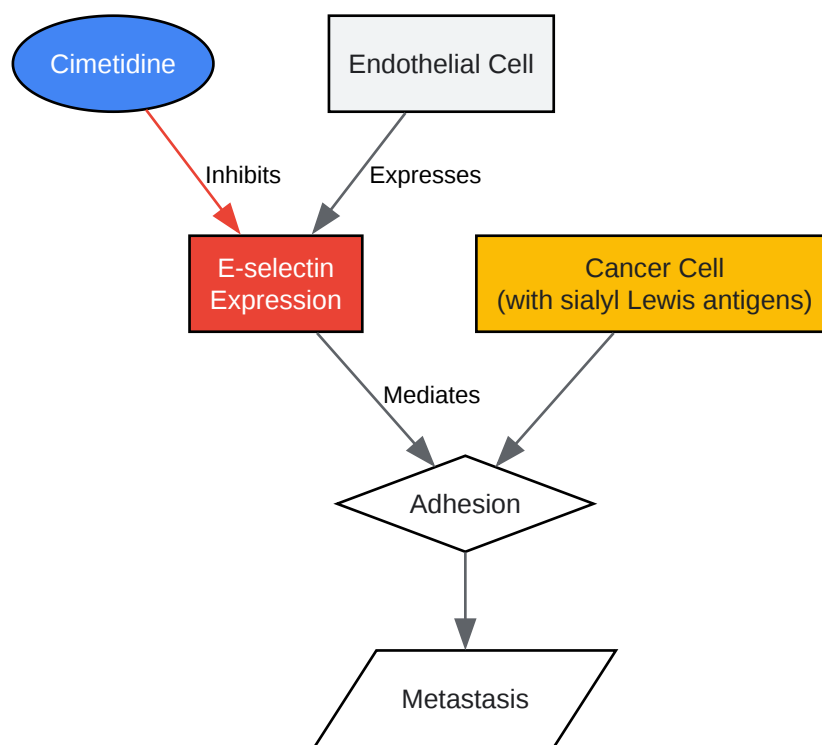 Cimetidine
Endothelial Cell
Inhibits
Expresses
E-selectin
Expression
Cancer Cell
(with sialyl Lewis antigens)
Mediates
Adhesion
Metastasis